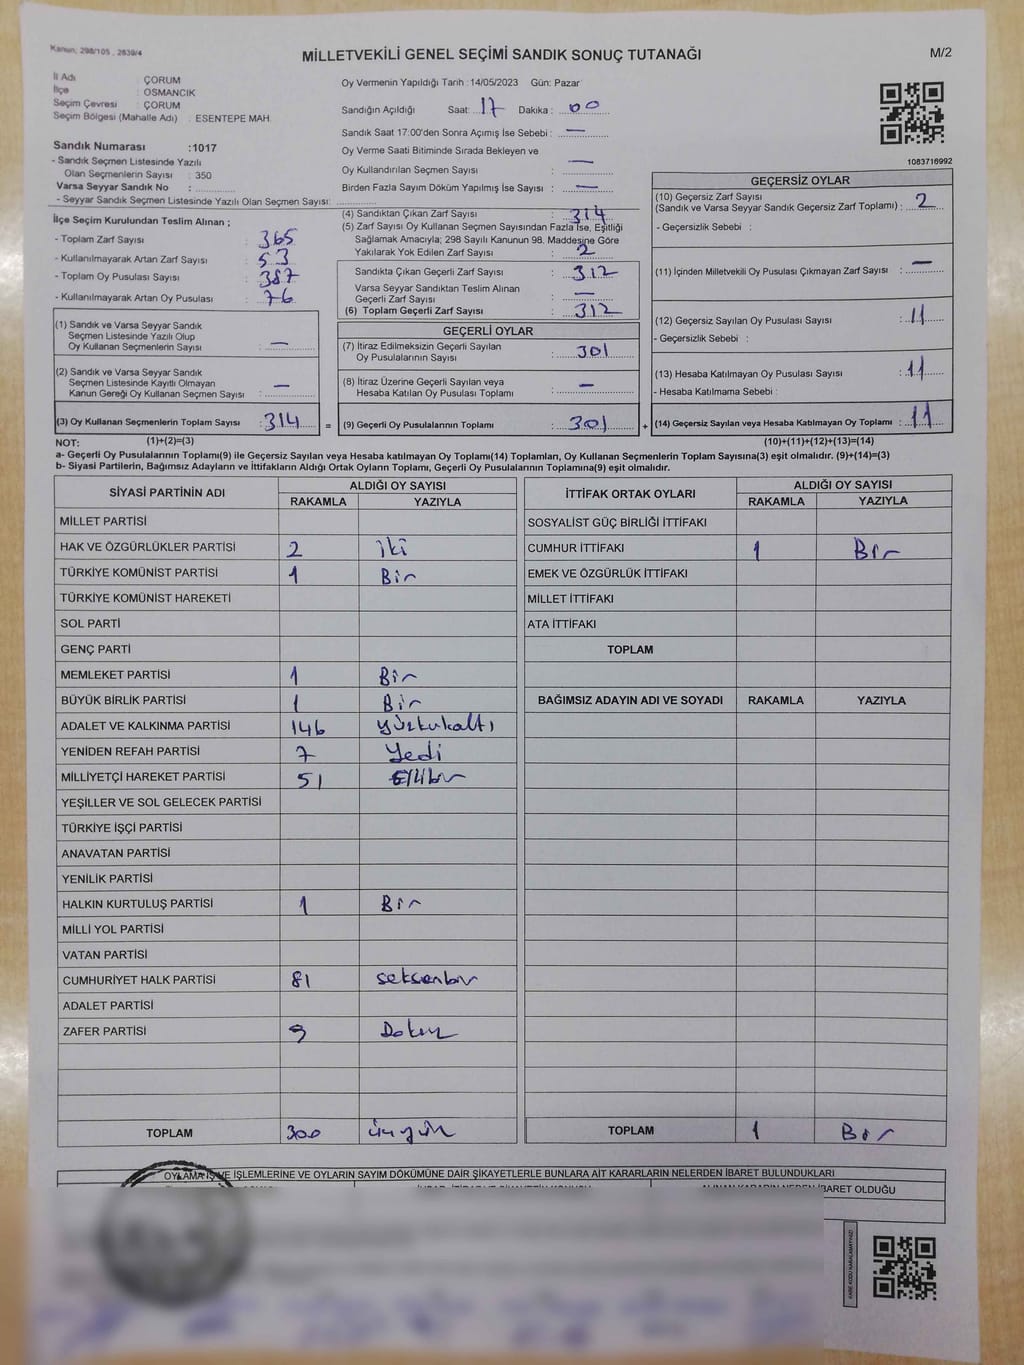 Kanun; 298/105 , 2839/4
MİLLETVEKİLİ GENEL SEÇİMİ SANDIK SONUÇ TUTANAĞI
M/2
İl Adı : ÇORUM
İlçe : OSMANCIK
Seçim Çevresi : ÇORUM
Seçim Bölgesi (Mahalle Adı) : ESENTEPE MAH.
Sandık Numarası :1017
- Sandık Seçmen Listesinde Yazılı
Olan Seçmenlerin Sayısı : 350
Varsa Seyyar Sandık No :
- Seyyar Sandık Seçmen Listesinde Yazılı Olan Seçmen Sayısı:
Oy Vermenin Yapıldığı Tarih :14/05/2023 Gün: Pazar
Sandığın Açıldığı Saat: 17 Dakika : 00
Sandık Saat 17:00'den Sonra Açımış İse Sebebi : —
Oy Verme Saati Bitiminde Sırada Bekleyen ve
Oy Kullandırılan Seçmen Sayısı : —
Birden Fazla Sayım Döküm Yapılmış İse Sayısı : —
1083716992
İlçe Seçim Kurulundan Teslim Alınan ;
- Toplam Zarf Sayısı : 365
- Kullanılmayarak Artan Zarf Sayısı : 53
- Toplam Oy Pusulası Sayısı : 387
- Kullanılmayarak Artan Oy Pusulası : 76
(4) Sandıktan Çıkan Zarf Sayısı : 314
(5) Zarf Sayısı Oy Kullanan Seçmen Sayısından Fazla İse, Eşitliği
Sağlamak Amacıyla; 298 Sayılı Kanunun 98. Maddesine Göre
Yakılarak Yok Edilen Zarf Sayısı : 2
Sandıkta Çıkan Geçerli Zarf Sayısı : 312
Varsa Seyyar Sandıktan Teslim Alınan
Geçerli Zarf Sayısı : —
(6) Toplam Geçerli Zarf Sayısı : 312
GEÇERSİZ OYLAR
(10) Geçersiz Zarf Sayısı
(Sandık ve Varsa Seyyar Sandık Geçersiz Zarf Toplamı) : 2
- Geçersizlik Sebebi :
(11) İçinden Milletvekili Oy Pusulası Çıkmayan Zarf Sayısı : —
(12) Geçersiz Sayılan Oy Pusulası Sayısı : 11
- Geçersizlik Sebebi :
(13) Hesaba Katılmayan Oy Pusulası Sayısı : 11
- Hesaba Katılmama Sebebi :
(14) Geçersiz Sayılan veya Hesaba Katılmayan Oy Toplamı : 11
(1) Sandık ve Varsa Seyyar Sandık
Seçmen Listesinde Yazılı Olup
Oy Kullanan Seçmenlerin Sayısı : —
(2) Sandık ve Varsa Seyyar Sandık
Seçmen Listesinde Kayıtlı Olmayan
Kanun Gereği Oy Kullanan Seçmen Sayısı : —
(3) Oy Kullanan Seçmenlerin Toplam Sayısı : 314 =
GEÇERLİ OYLAR
(7) İtiraz Edilmeksizin Geçerli Sayılan
Oy Pusulalarının Sayısı : 301
(8) İtiraz Üzerine Geçerli Sayılan veya
Hesaba Katılan Oy Pusulası Toplamı : —
(9) Geçerli Oy Pusulalarının Toplamı : 301 +
NOT: (1)+(2)=(3) (10)+(11)+(12)+(13)=(14)
a- Geçerli Oy Pusulalarının Toplamı(9) ile Geçersiz Sayılan veya Hesaba katılmayan Oy Toplamı(14) Toplamları, Oy Kullanan Seçmenlerin Toplam Sayısına(3) eşit olmalıdır. (9)+(14)=(3)
b- Siyasi Partilerin, Bağımsız Adayların ve İttifakların Aldığı Ortak Oyların Toplamı, Geçerli Oy Pusulalarının Toplamına(9) eşit olmalıdır.
SİYASİ PARTİNİN ADI ALDIĞI OY SAYISI
RAKAMLA YAZIYLA
MİLLET PARTİSİ
HAK VE ÖZGÜRLÜKLER PARTİSİ 2 iki
TÜRKİYE KOMÜNİST PARTİSİ 1 Bir
TÜRKİYE KOMÜNİST HAREKETİ
SOL PARTİ
GENÇ PARTİ
MEMLEKET PARTİSİ 1 Bir
BÜYÜK BİRLİK PARTİSİ 1 Bir
ADALET VE KALKINMA PARTİSİ 146 yüzkırkaltı
YENİDEN REFAH PARTİSİ 7 Yedi
MİLLİYETÇİ HAREKET PARTİSİ 51 Ellibir
YEŞİLLER VE SOL GELECEK PARTİSİ
TÜRKİYE İŞÇİ PARTİSİ
ANAVATAN PARTİSİ
YENİLİK PARTİSİ
HALKIN KURTULUŞ PARTİSİ 1 Bir
MİLLİ YOL PARTİSİ
VATAN PARTİSİ
CUMHURİYET HALK PARTİSİ 81 seksenbir
ADALET PARTİSİ
ZAFER PARTİSİ 9 Dokuz
TOPLAM 300 üçyüz
İTTİFAK ORTAK OYLARI ALDIĞI OY SAYISI
RAKAMLA YAZIYLA
SOSYALİST GÜÇ BİRLİĞİ İTTİFAKI
CUMHUR İTTİFAKI 1 Bir
EMEK VE ÖZGÜRLÜK İTTİFAKI
MİLLET İTTİFAKI
ATA İTTİFAKI
TOPLAM
BAĞIMSIZ ADAYIN ADI VE SOYADI RAKAMLA YAZIYLA
TOPLAM 1 Bir
OYLAMA İŞ VE İŞLEMLERİNE VE OYLARIN SAYIM DÖKÜMÜNE DAİR ŞİKAYETLERLE BUNLARA AİT KARARLARIN NELERDEN İBARET BULUNDUKLARI
ALINAN KARARIN NEDEN İBARET OLDUĞU